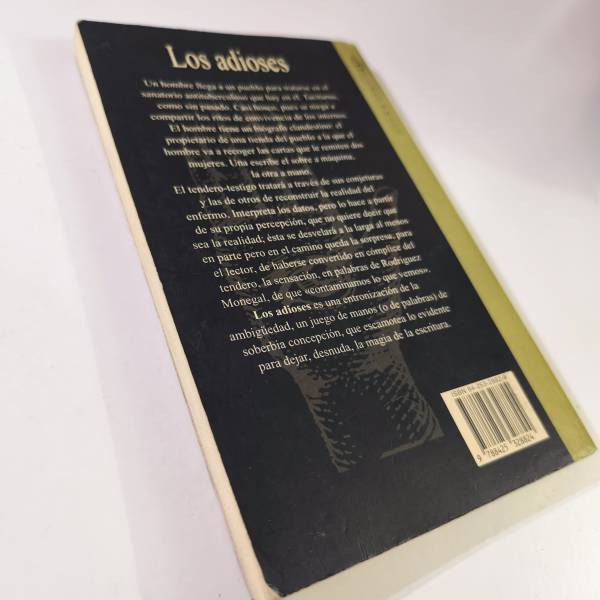 Los adioses
Un hombre llega a un pueblo para tratarse en el
sanatorio antituberculoso que hay en él. Taciturno,
como sin pasado. Casi hosco, pues se niega a
compartir los ritos de convivencia de los internos.
El hombre tiene un biógrafo clandestino: el
propietario de una tienda del pueblo a la que el
hombre va a recoger las cartas que le remiten dos
mujeres. Una escribe el sobre a máquina,
la otra a mano.
El tendero-testigo tratará a través de sus conjeturas
y las de otros de reconstruir la realidad del
enfermo. Interpreta los datos, pero lo hace a partir
de su propia percepción, que no quiere decir que
sea la realidad; ésta se desvelará a la larga al menos
en parte pero en el camino queda la sorpresa, para
el lector, de haberse convertido en cómplice del
tendero, la sensación, en palabras de Rodríguez
Monegal, de que «contaminamos lo que vemos».
Los adioses es una entronización de la
ambigüedad, un juego de manos (o de palabras) de
soberbia concepción, que escamotea lo evidente
para dejar, desnuda, la magia de la escritura.
ISBN 84-253-2882-8
9 788425 328824